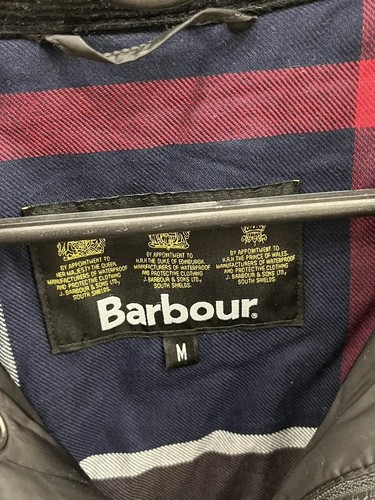 BY APPOINTMENT TO
HER MAJESTY THE QUEEN
MANUFACTURERS OF WATERPROOF
AND PROTECTIVE CLOTHING
J. BARBOUR & SONS LTD.,
SOUTH SHIELDS.
BY APPOINTMENT TO
H.R.H. THE DUKE OF EDINBURGH,
MANUFACTURERS OF WATERPROOF
AND PROTECTIVE CLOTHING
J. BARBOUR & SONS LTD.,
SOUTH SHIELDS.
BY APPOINTMENT TO
H.R.H. THE PRINCE OF WALES,
MANUFACTURERS OF WATERPROOF
AND PROTECTIVE CLOTHING
J. BARBOUR & SONS LTD.,
SOUTH SHIELDS.
Barbour®
M